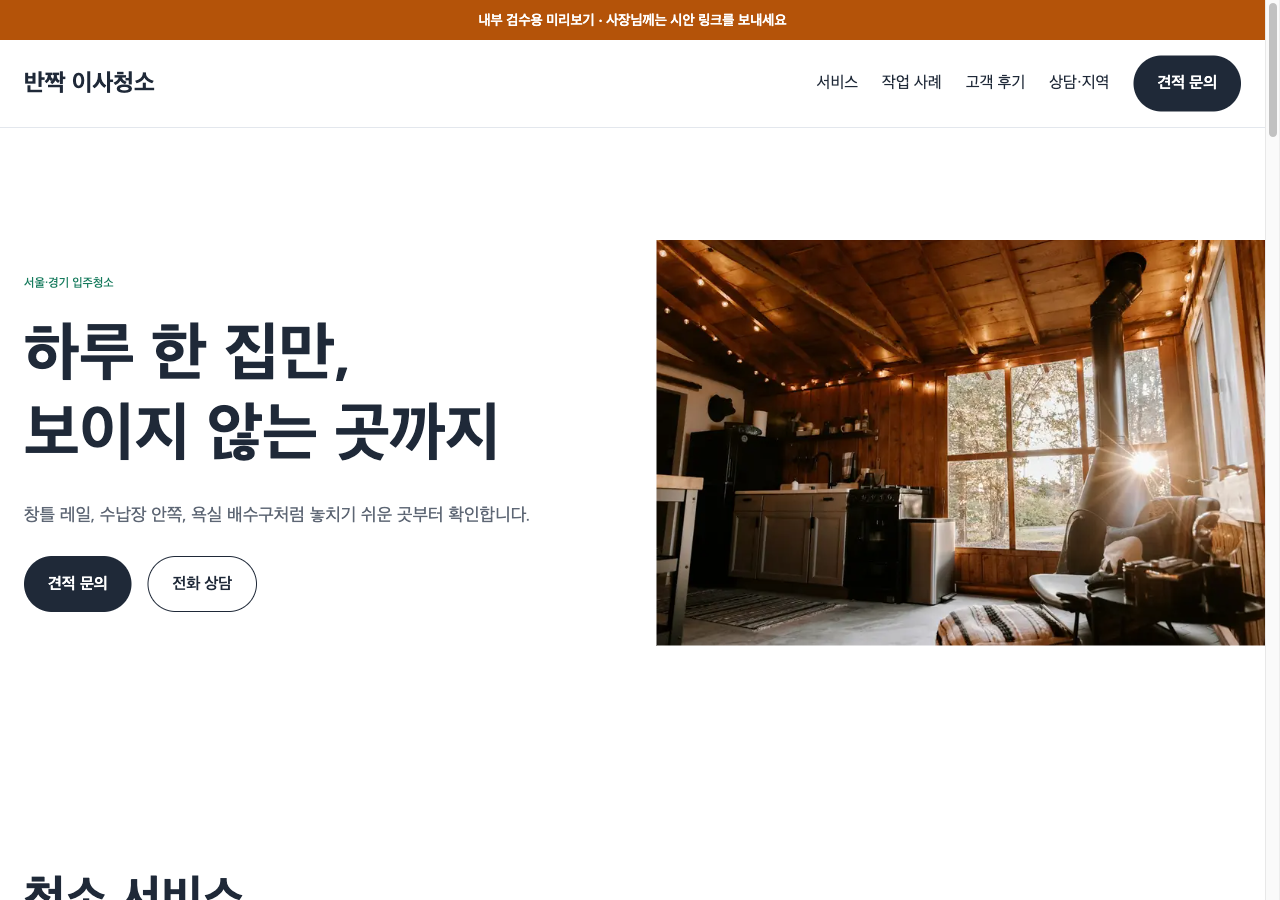 내부 검수용 미리보기 · 사장님께는 시안 링크를 보내세요
반짝 이사청소
서비스
작업 사례
고객 후기
상담·지역
견적 문의
서울·경기 입주청소
하루 한 집만,
보이지 않는 곳까지
창틀 레일, 수납장 안쪽, 욕실 배수구처럼 놓치기 쉬운 곳부터 확인합니다.
견적 문의
전화 상담
청소 서비스